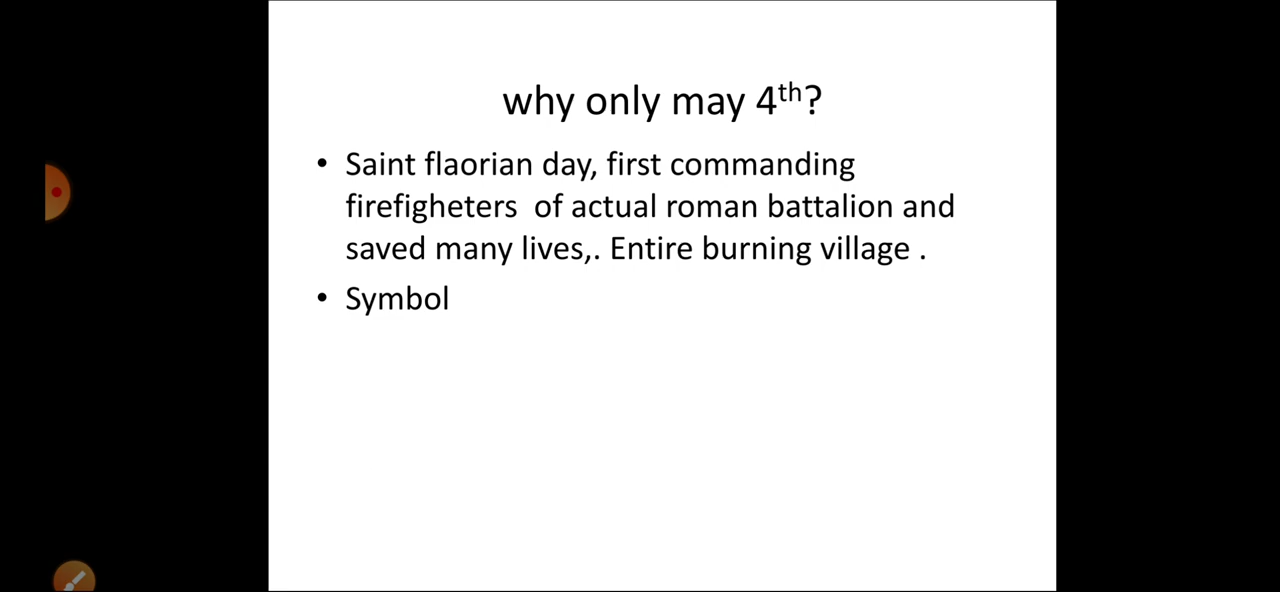 why only may 4th?
• Saint flaorian day, first commanding
firefigheters of actual roman battalion and
saved many lives,. Entire burning village .
• Symbol